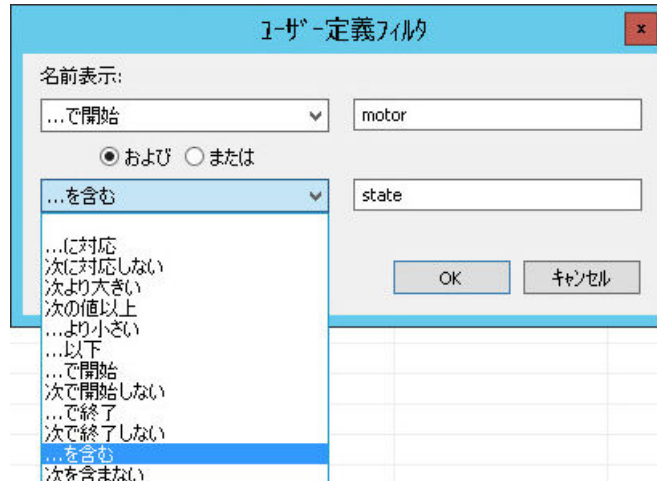 ユーザー定義フィルタ
x
名前表示:
...で開始
motor
および
または
...を含む
state
...に対応
次に対応しない
次より大きい
次の値以上
...より小さい
...以下
...で開始
次で開始しない
...で終了
次で終了しない
...を含む
次を含まない
OK
キャンセル